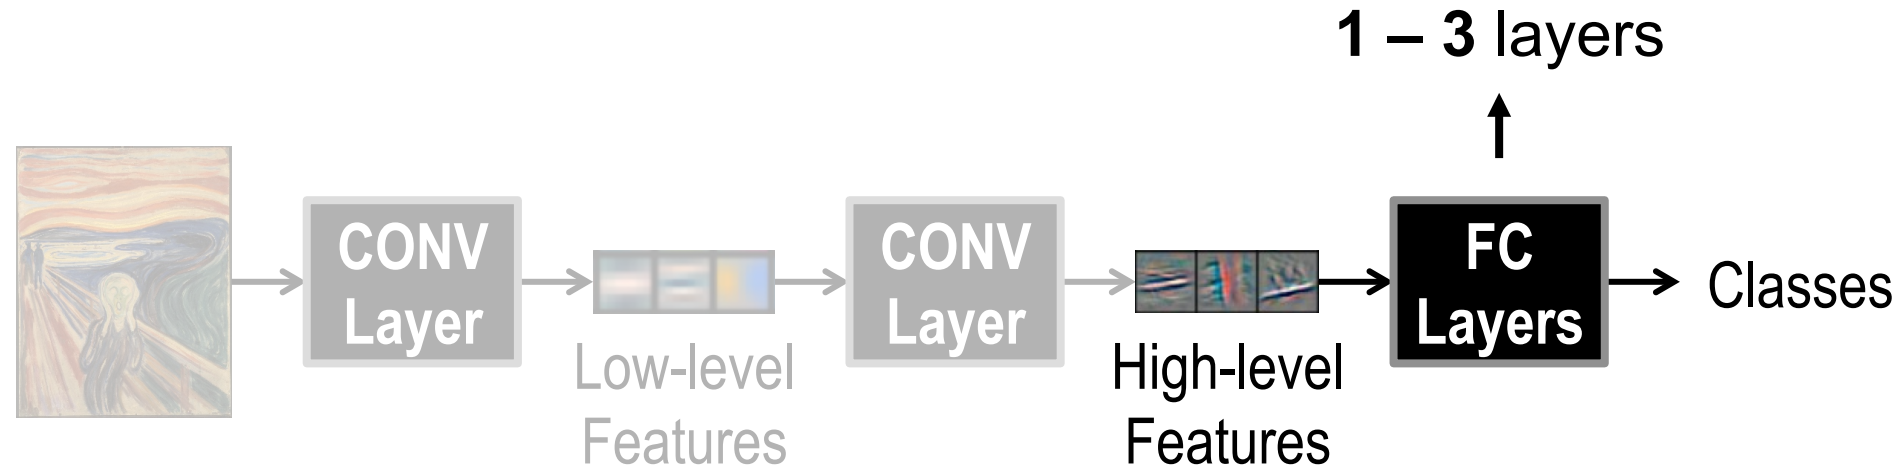 1 – 3 layers
CONV
Layer
Low-level
Features
CONV
Layer
High-level
Features
FC
Layers
Classes